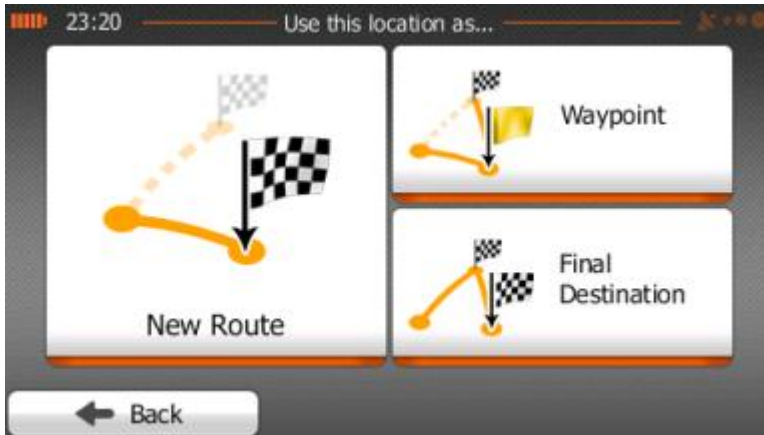 23:20
Use this location as...
New Route
Waypoint
Final
Destination
Back